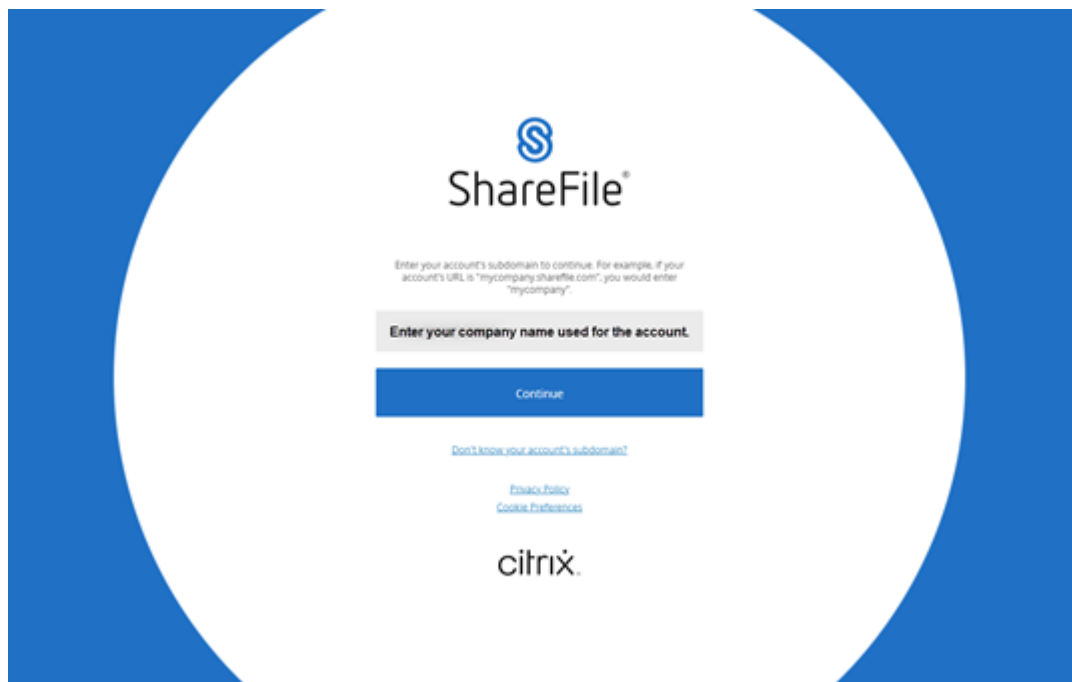 ShareFile®
Enter your account's subdomain to continue. For example, if your
account's URL is "mycompany.sharefile.com", you would enter
"mycompany".
Enter your company name used for the account.
Continue
Don't know your account's subdomain?
Privacy Policy
Cookie Preferences
citrix.